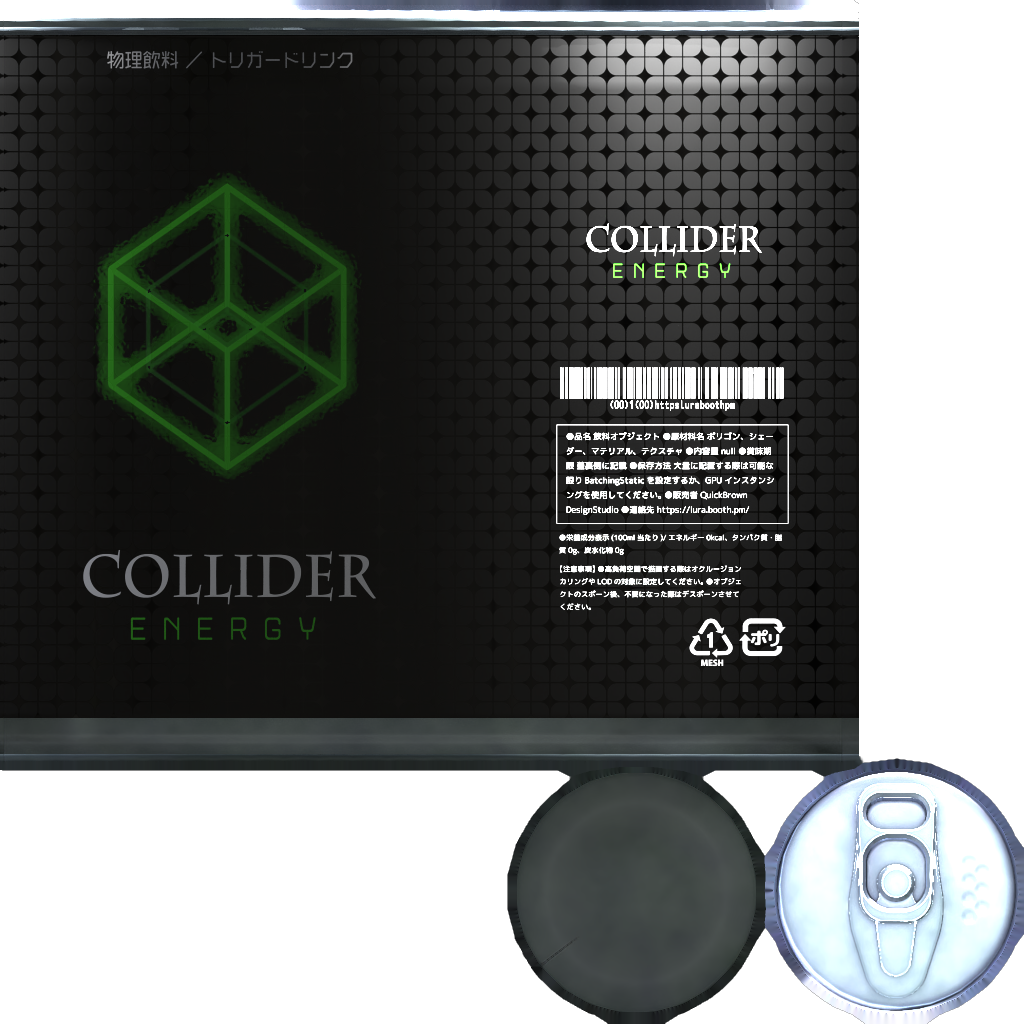 物理飲料 ／ トリガードリンク
COLLIDER
ENERGY
COLLIDER
ENERGY
(00)1(00)httpsluraboothpm
●品名 飲料オブジェクト ●原材料名 ポリゴン、シェー
ダー、マテリアル、テクスチャ ●内容量 null ●賞味期
限 蓋裏側に記載 ●保存方法 大量に配置する際は可能な
限り BatchingStatic を設定するか、GPU インスタンシ
ングを使用してください。●販売者 QuickBrown
DesignStudio ●連絡先 https://lura.booth.pm/
●栄養成分表示 (100ml 当たり )/ エネルギー 0kcal、タンパク質・脂
質 0g、炭水化物 0g
【注意事項】●高負荷空間で描画する際はオクルージョン
カリングや LOD の対象に設定してください。●オブジェ
クトのスポーン後、不要になった際はデスポーンさせて
ください。
1
MESH
ポリ